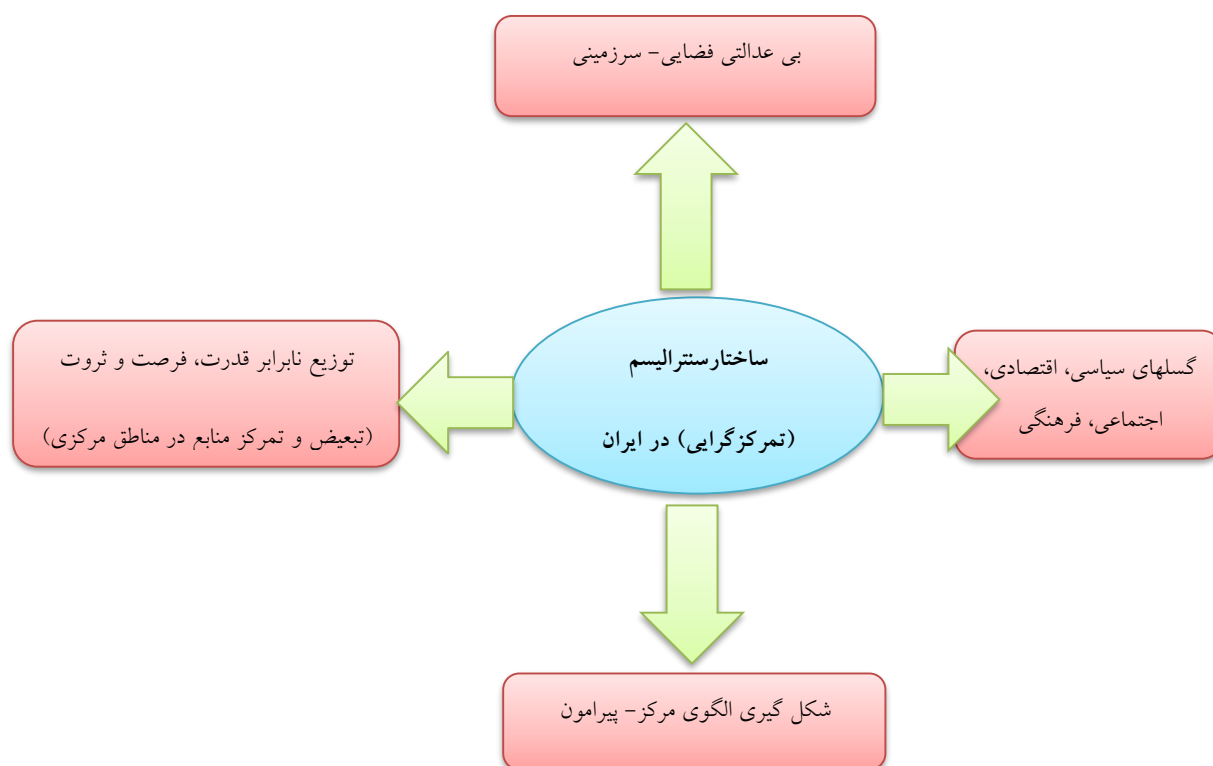 بی عدالتی فضایی- سرزمینی
ساختارسنترالیسم
(تمرکزگرایی) در ایران
گسلهای سیاسی، اقتصادی،
اجتماعی، فرهنگی
توزیع نابرابر قدرت، فرصت و ثروت
(تبعیض و تمرکز منابع در مناطق مرکزی)
شکل گیری الگوی مرکز- پیرامون